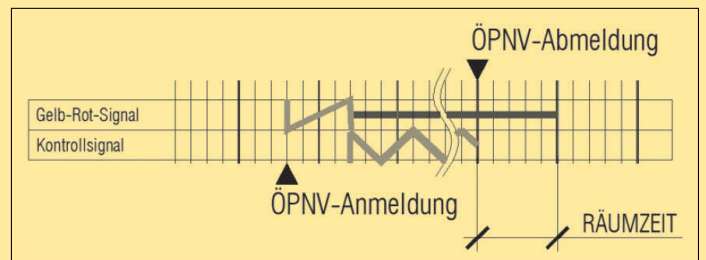 ÖPNV-Abmeldung
Gelb-Rot-Signal
Kontrollsignal
ÖPNV-Anmeldung
RÄUMZEIT